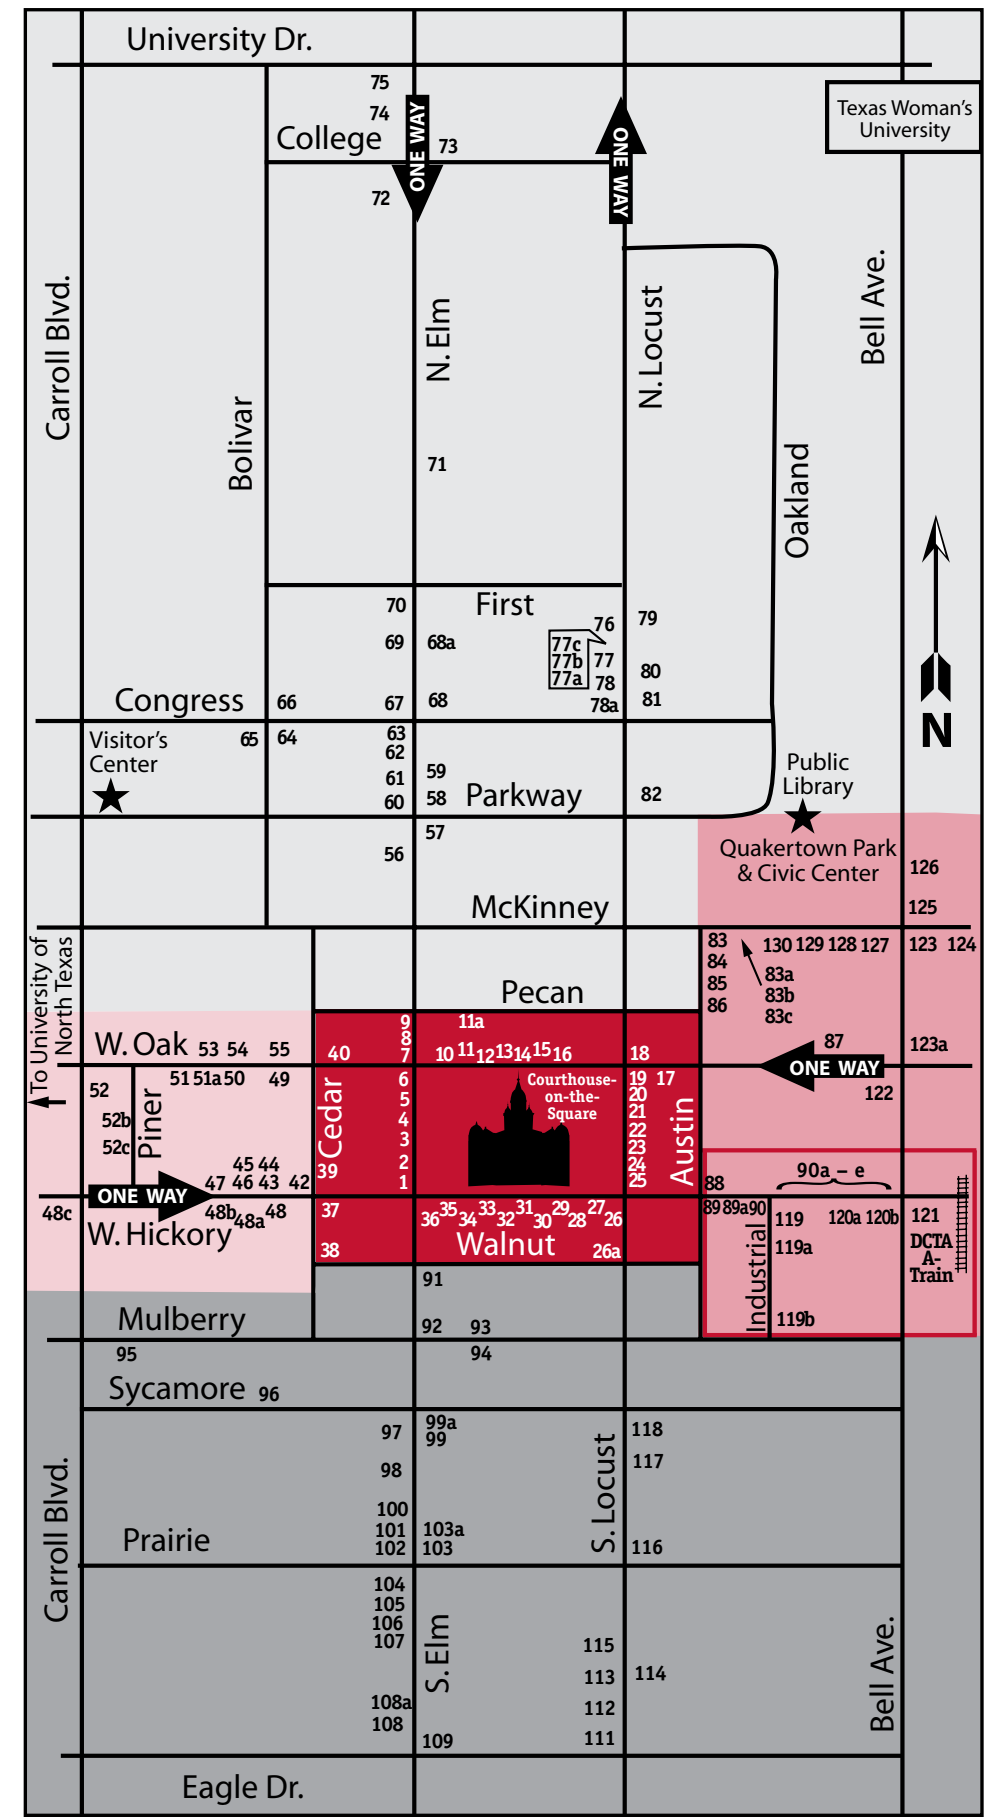 University Dr.
75
74
College
73
ONE WAY
ONE WAY
Texas Woman's
University
72
Carroll Blvd.
N. Elm
N. Locust
Bell Ave.
Bolivar
71
Oakland
First
70
76
79
69
68a
77c
77b
77a
77
80
78
Congress
66
67
68
78a
81
N
Visitor's
Center
65
64
63
62
61
60
59
58
Parkway
82
Public
Library
57
56
Quakertown Park
& Civic Center
126
McKinney
125
To University of
North Texas
83
84
85
86
130 129 128 127
123 124
83a
83b
83c
Pecan
9
8
7
11a
W. Oak
53 54 55
40
10 11 12 13 14 15 16
18
87
123a
ONE WAY
52
51 51a 50 49
Piner
Cedar
6
5
4
3
2
1
Courthouse-
on-the-
Square
19 17
20
21
22
23
24
25
Austin
122
52b
52c
45 44
47 46 43 42
39
88
90a – e
ONE WAY
48c
48b 48a 48
W. Hickory
37
36 35 34 33 32 31 30 29 28 27 26
89 89a 90
119
120a 120b
121
38
Walnut
26a
119a
DCTA
A-
Train
Industrial
91
Mulberry
92 93
119b
95
94
Sycamore 96
97
99a
99
118
98
117
Carroll Blvd.
S. Locust
100
101
102
103a
103
Prairie
116
104
105
106
107
S. Elm
115
113
114
Bell Ave.
108a
108
112
109
111
Eagle Dr.